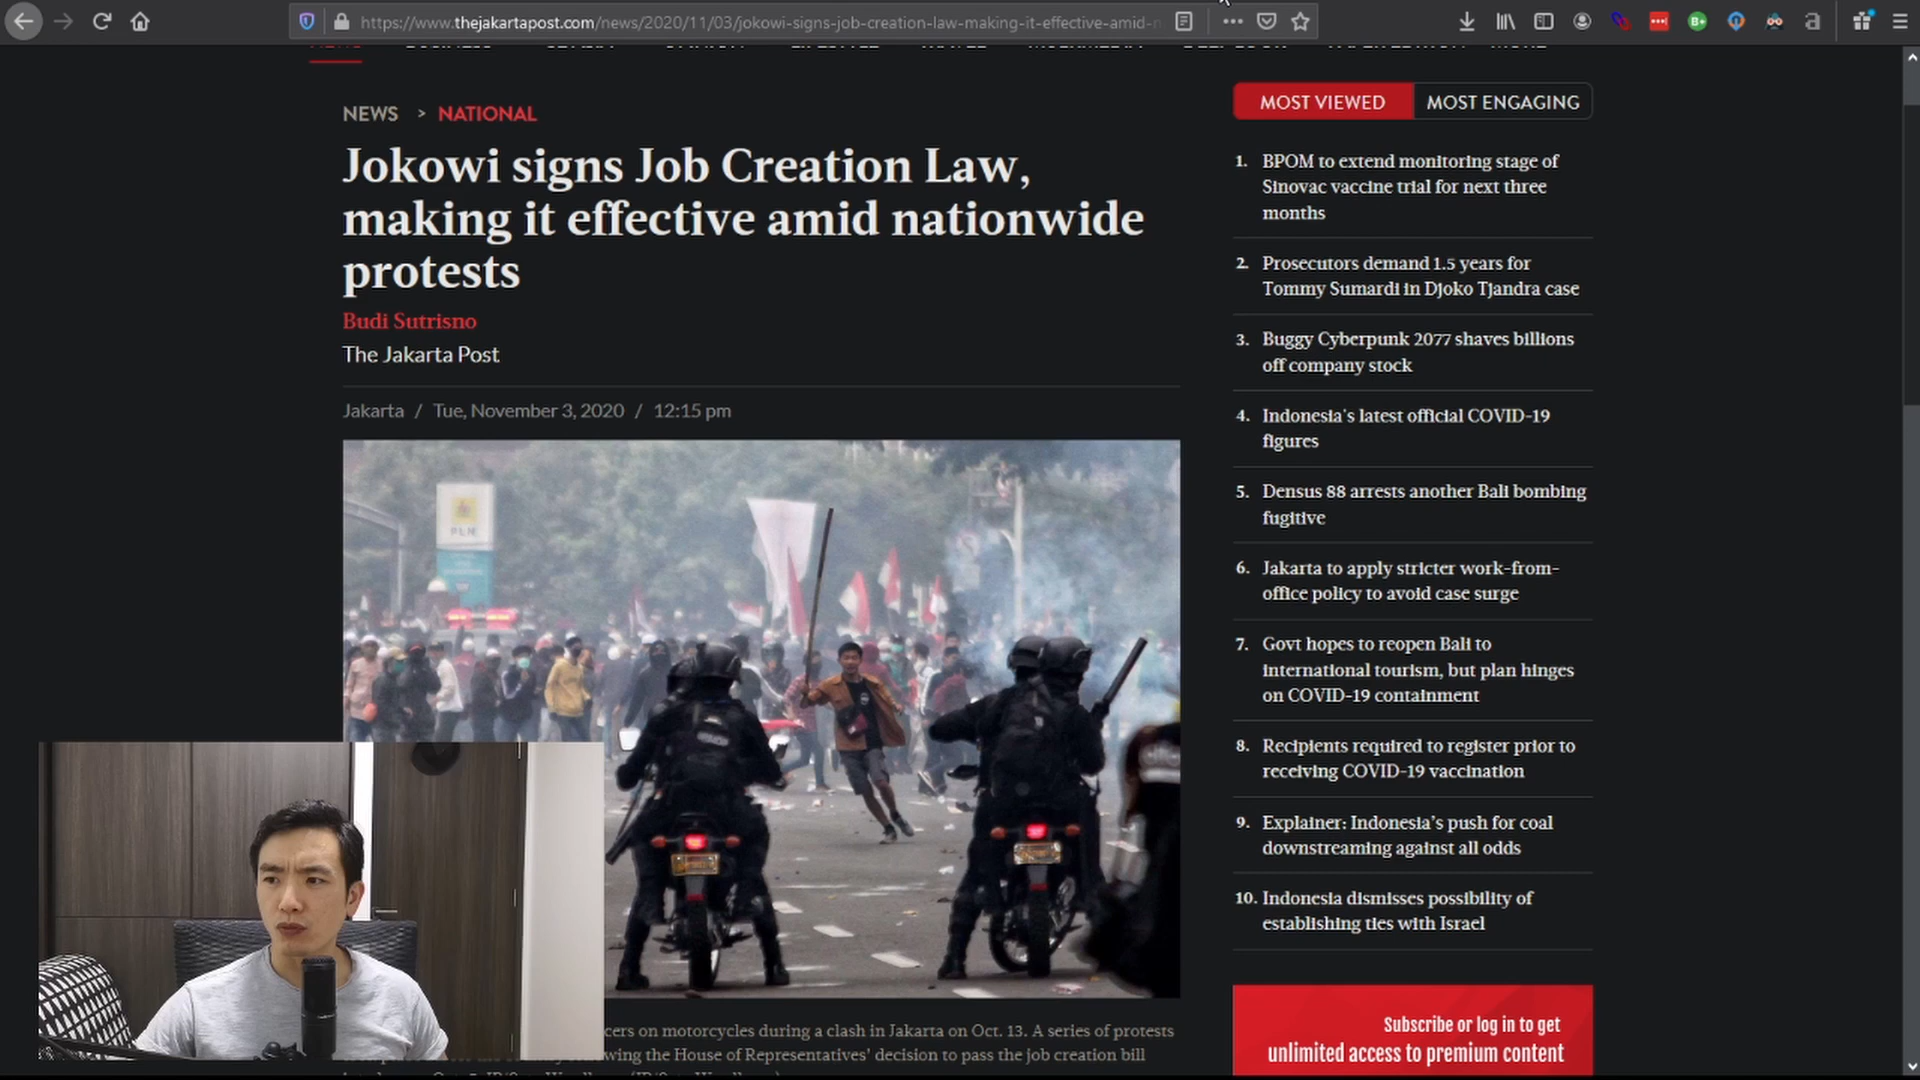 https://www.thejakartapost.com/news/2020/11/03/jokowi-signs-job-creation-law-making-it-effective-amid-n
NEWS > NATIONAL
Jokowi signs Job Creation Law,
making it effective amid nationwide
protests
Budi Sutrisno
The Jakarta Post
Jakarta / Tue, November 3, 2020 / 12:15 pm
PLN
cers on motorcycles during a clash in Jakarta on Oct. 13. A series of protests
wing the House of Representatives' decision to pass the job creation bill
MOST VIEWED MOST ENGAGING
1. BPOM to extend monitoring stage of
Sinovac vaccine trial for next three
months
2. Prosecutors demand 1.5 years for
Tommy Sumardi in Djoko Tjandra case
3. Buggy Cyberpunk 2077 shaves billions
off company stock
4. Indonesia's latest official COVID-19
figures
5. Densus 88 arrests another Bali bombing
fugitive
6. Jakarta to apply stricter work-from-
office policy to avoid case surge
7. Govt hopes to reopen Bali to
international tourism, but plan hinges
on COVID-19 containment
8. Recipients required to register prior to
receiving COVID-19 vaccination
9. Explainer: Indonesia's push for coal
downstreaming against all odds
10. Indonesia dismisses possibility of
establishing ties with Israel
Subscribe or log in to get
unlimited access to premium content